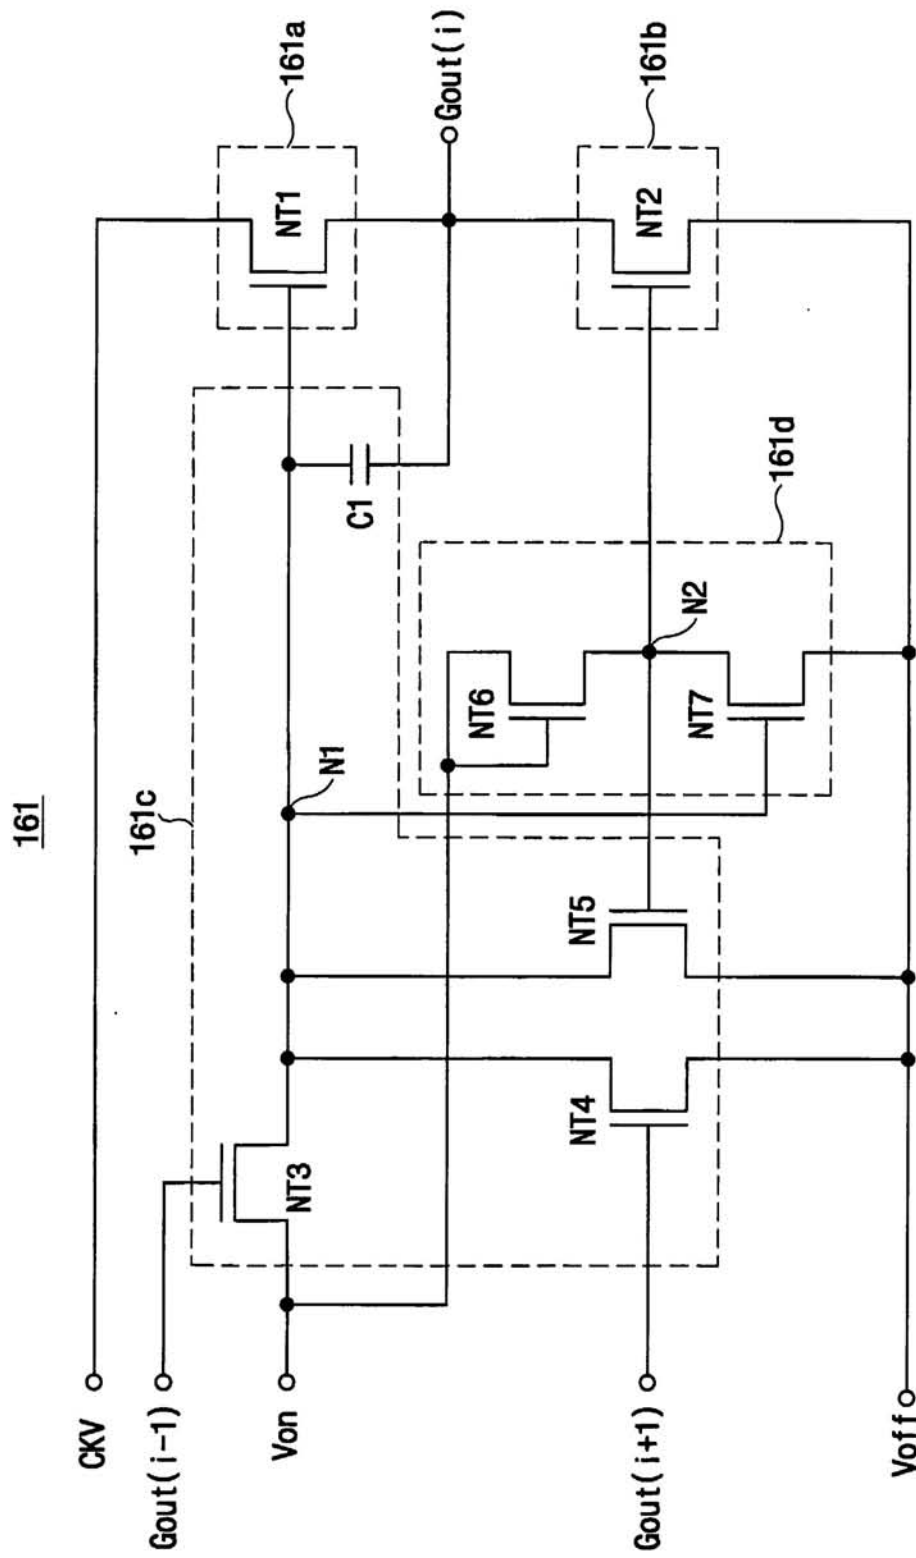 161
CKV
Gout(i-1)
Von
Gout(i+1)
Voff
161c
N1
NT3
NT4
NT5
C1
NT6
NT7
N2
161d
NT1
161a
Gout(i)
NT2
161b